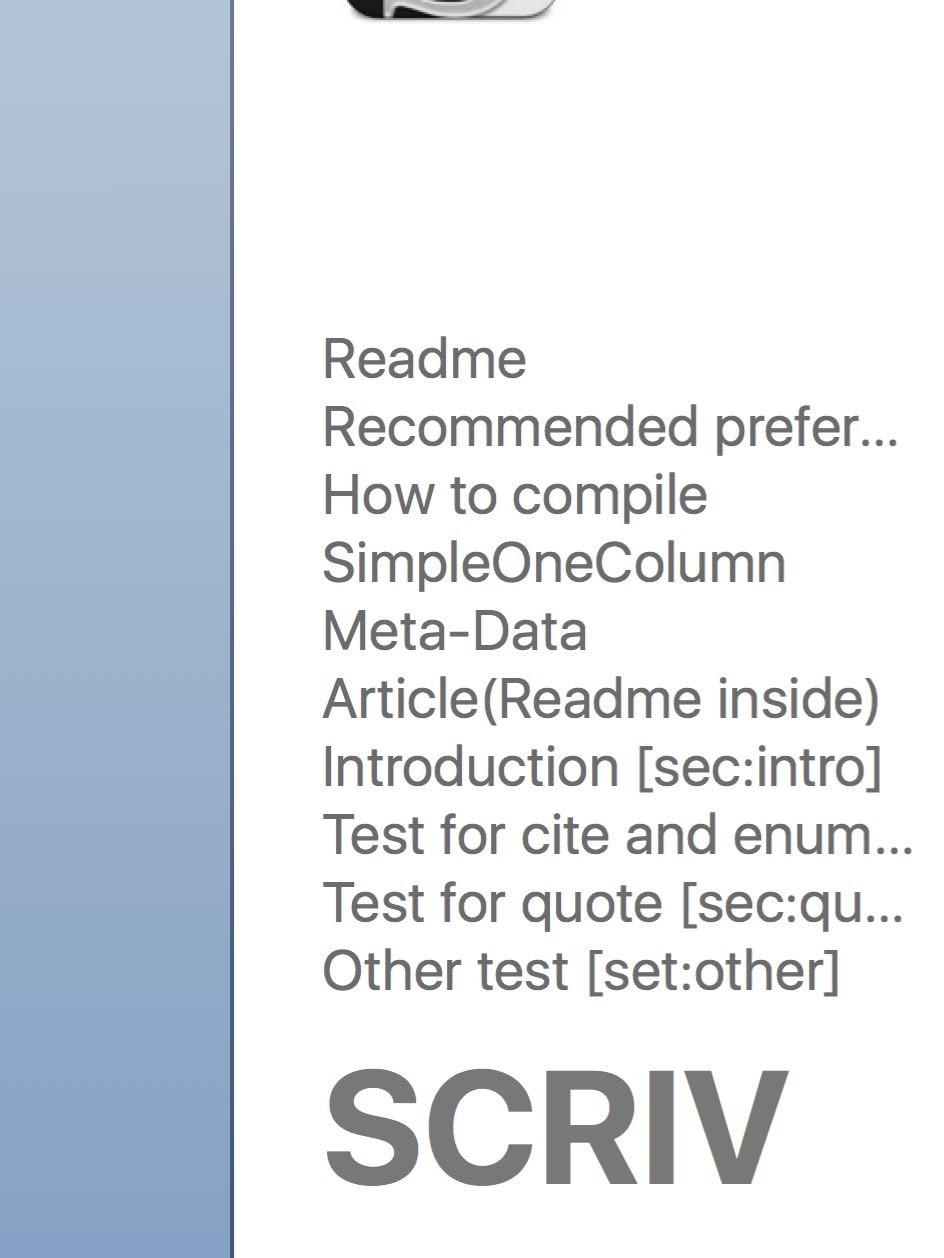 Readme
Recommended prefer...
How to compile
SimpleOneColumn
Meta-Data
Article(Readme inside)
Introduction [sec:intro]
Test for cite and enum...
Test for quote [sec:qu...
Other test [set:other]
SCRIV